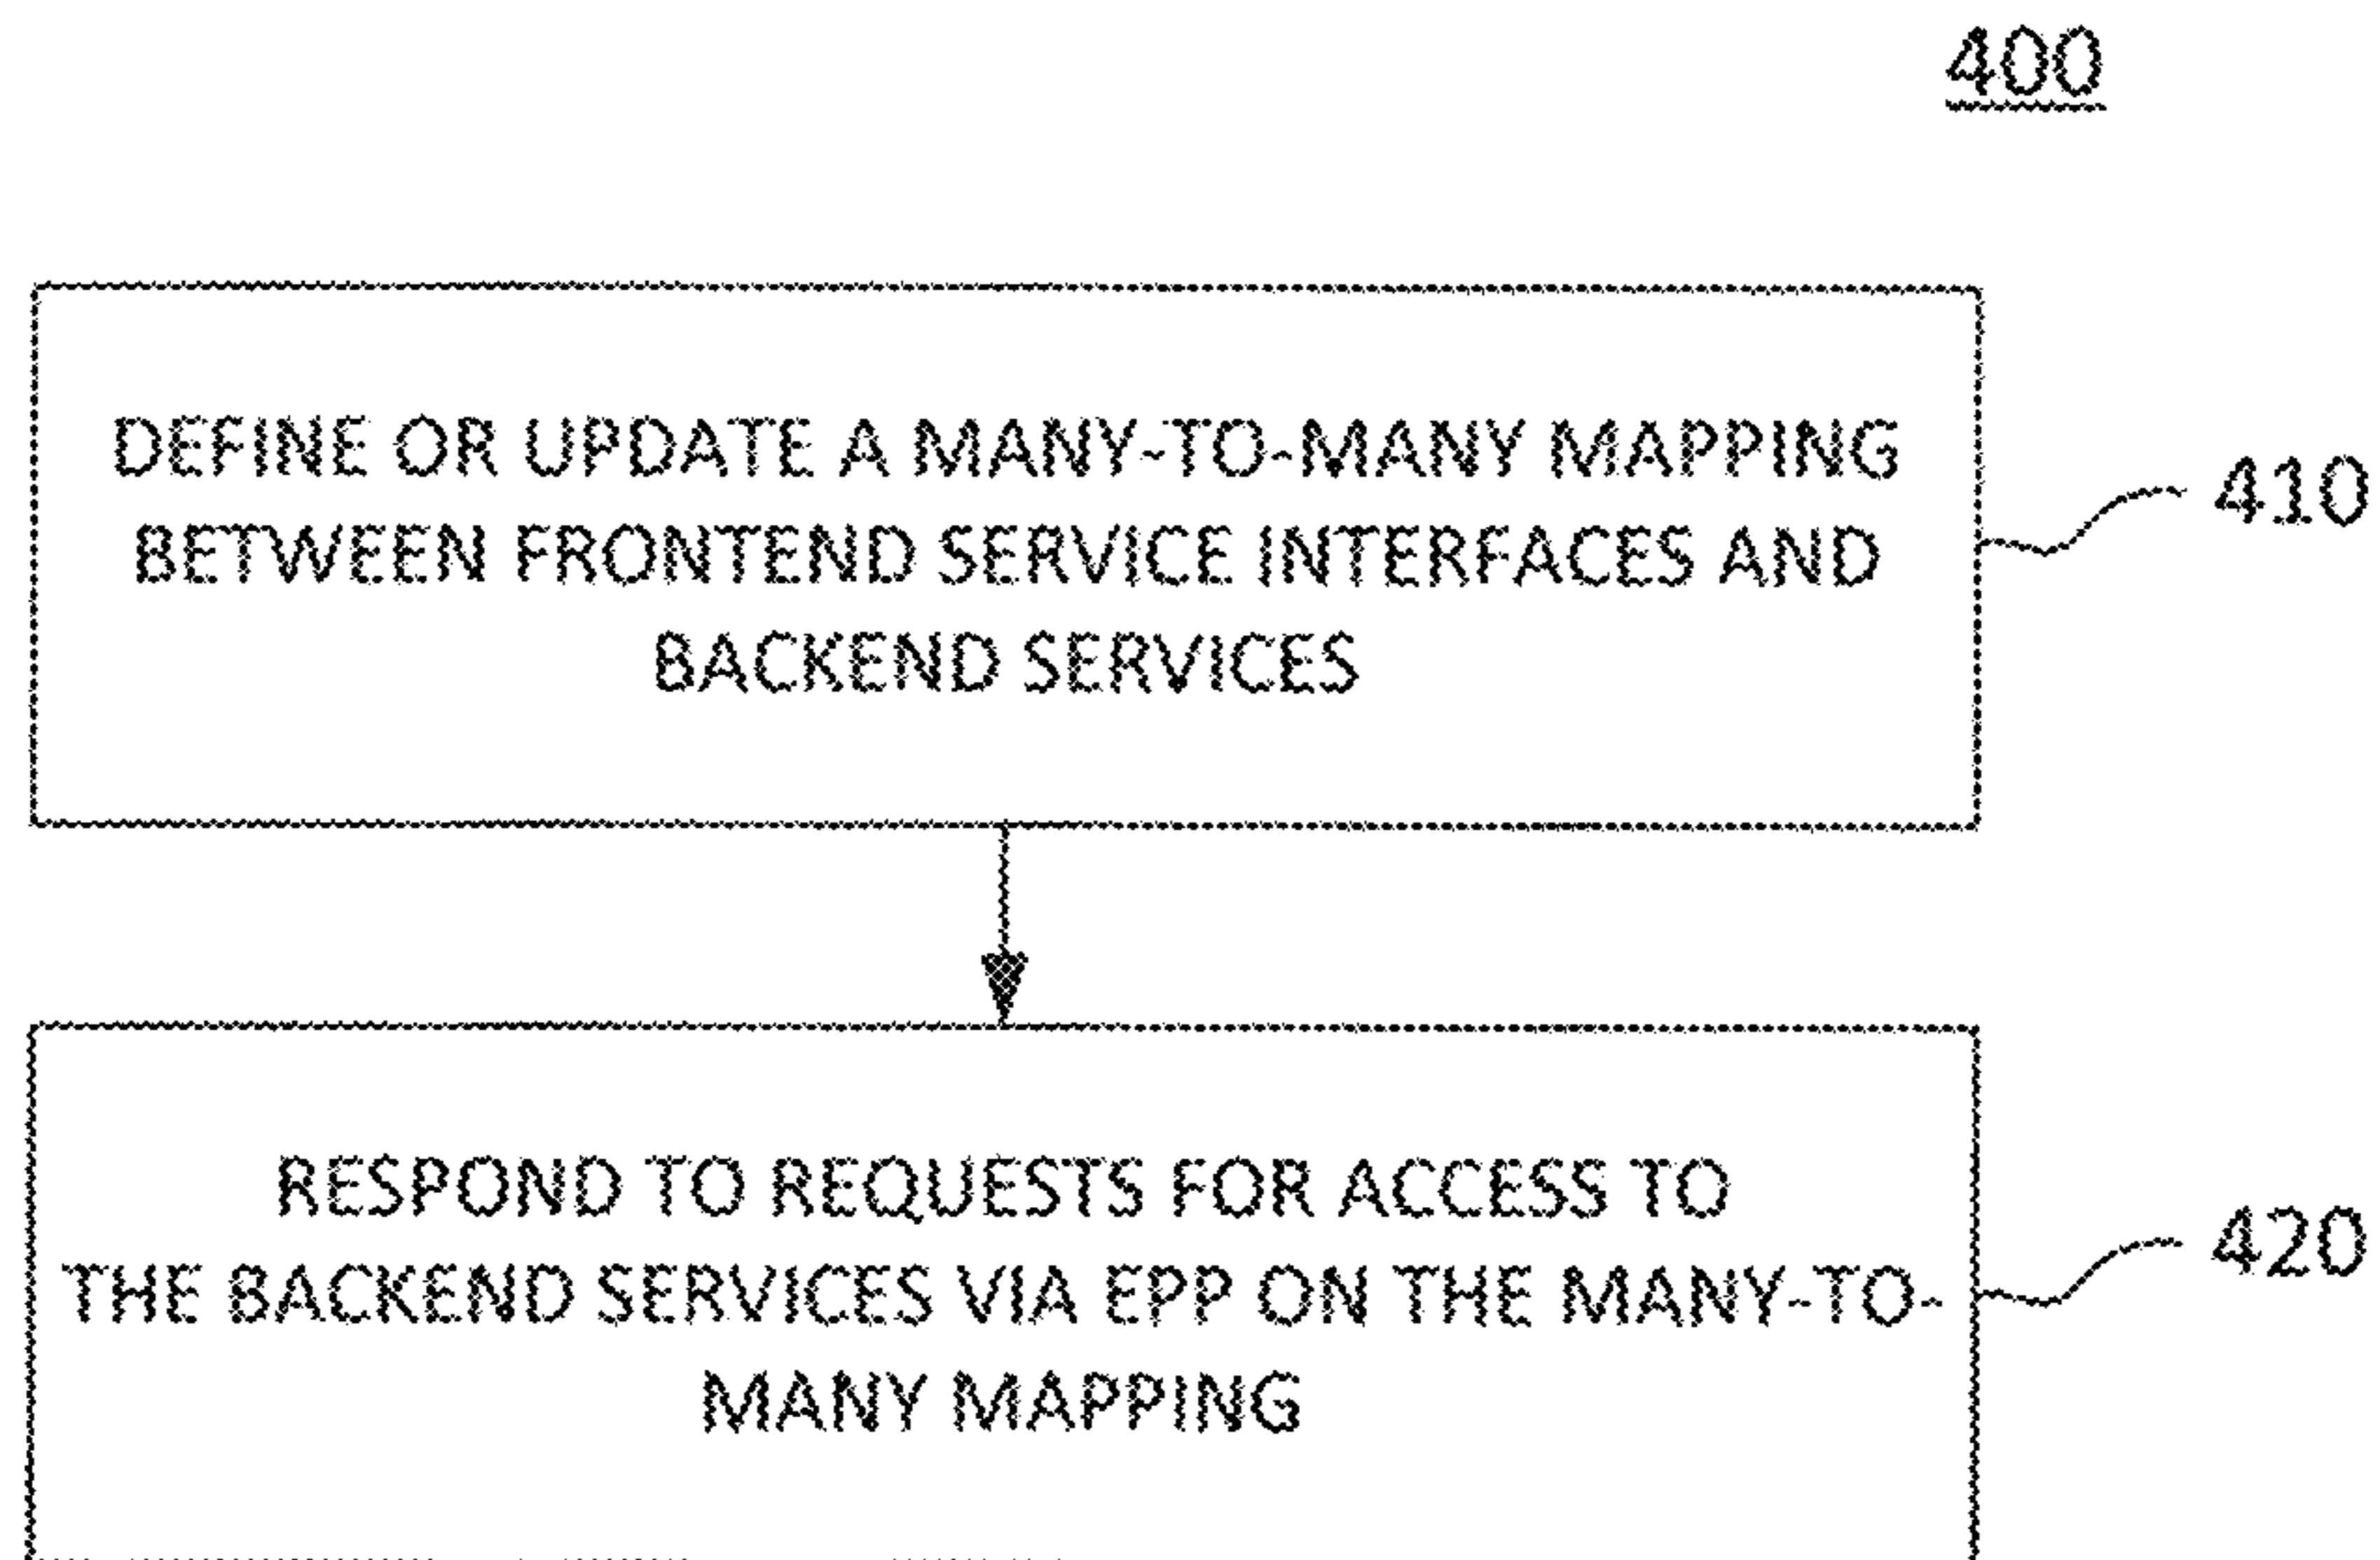 400
DEFINE OR UPDATE A MANY-TO-MANY MAPPING
BETWEEN FRONTEND SERVICE INTERFACES AND
BACKEND SERVICES
410
RESPOND TO REQUESTS FOR ACCESS TO
THE BACKEND SERVICES VIA EPP ON THE MANY-TO-
MANY MAPPING
420